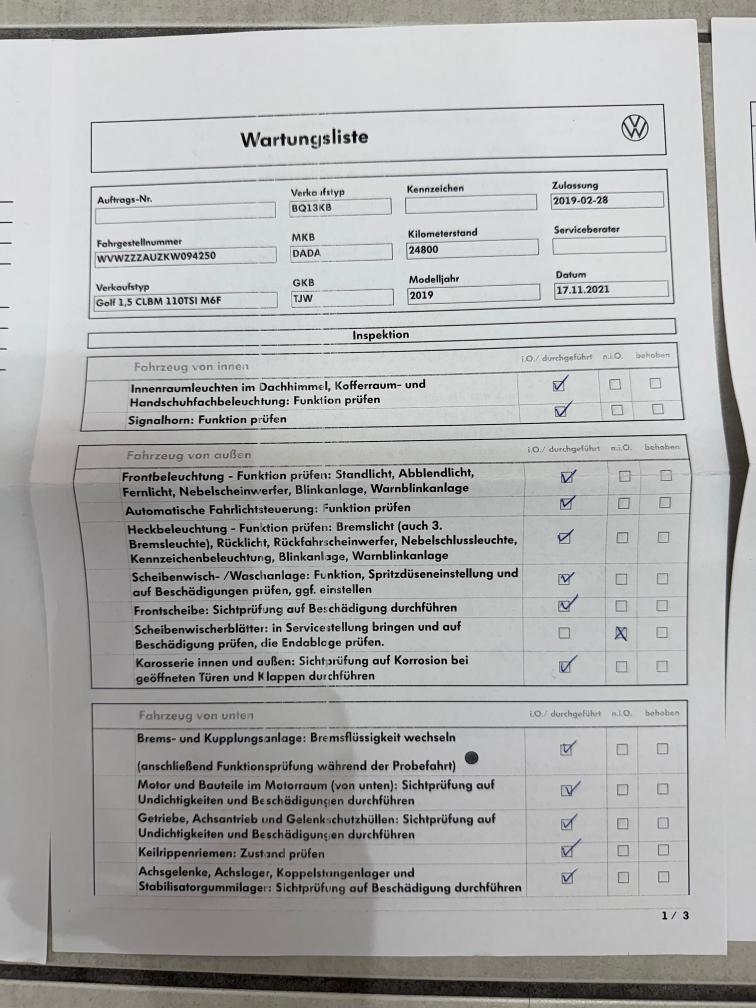 Wartungsliste
Auftrags-Nr.
Verkaufstyp
BQ13KB
Kennzeichen
Zulassung
2019-02-28
Fahrgestellnummer
WVWZZZAUZKW094250
MKB
DADA
Kilometerstand
24800
Serviceberater
Verkaufstyp
Golf 1,5 CLBM 110TSI M6F
GKB
TJW
Modelljahr
2019
Datum
17.11.2021
Inspektion
Fahrzeug von innen
i.O./ durchgeführt n.i.O. behoben
Innenraumleuchten im Dachhimmel, Kofferraum- und
Handschuhfachbeleuchtung: Funktion prüfen
Signalhorn: Funktion prüfen
Fahrzeug von außen
i.O./ durchgeführt n.i.O. behoben
Frontbeleuchtung - Funktion prüfen: Standlicht, Abblendlicht,
Fernlicht, Nebelscheinwerfer, Blinkanlage, Warnblinkanlage
Automatische Fahrlichtsteuerung: Funktion prüfen
Heckbeleuchtung - Funktion prüfen: Bremslicht (auch 3.
Bremsleuchte), Rücklicht, Rückfahrscheinwerfer, Nebelschlussleuchte,
Kennzeichenbeleuchtung, Blinkanlage, Warnblinkanlage
Scheibenwisch- /Waschanlage: Funktion, Spritzdüseneinstellung und
auf Beschädigungen prüfen, ggf. einstellen
Frontscheibe: Sichtprüfung auf Beschädigung durchführen
Scheibenwischerblätter: in Servicestellung bringen und auf
Beschädigung prüfen, die Endablage prüfen.
Karosserie innen und außen: Sichtprüfung auf Korrosion bei
geöffneten Türen und Klappen durchführen
Fahrzeug von unten
i.O./ durchgeführt n.i.O. behoben
Brems- und Kupplungsanlage: Bremsflüssigkeit wechseln
(anschließend Funktionsprüfung während der Probefahrt)
Motor und Bauteile im Motorraum (von unten): Sichtprüfung auf
Undichtigkeiten und Beschädigungen durchführen
Getriebe, Achsantrieb und Gelenkschutzhüllen: Sichtprüfung auf
Undichtigkeiten und Beschädigungen durchführen
Keilrippenriemen: Zustand prüfen
Achsgelenke, Achslager, Koppelstangenlager und
Stabilisatorgummilager: Sichtprüfung auf Beschädigung durchführen
1 / 3